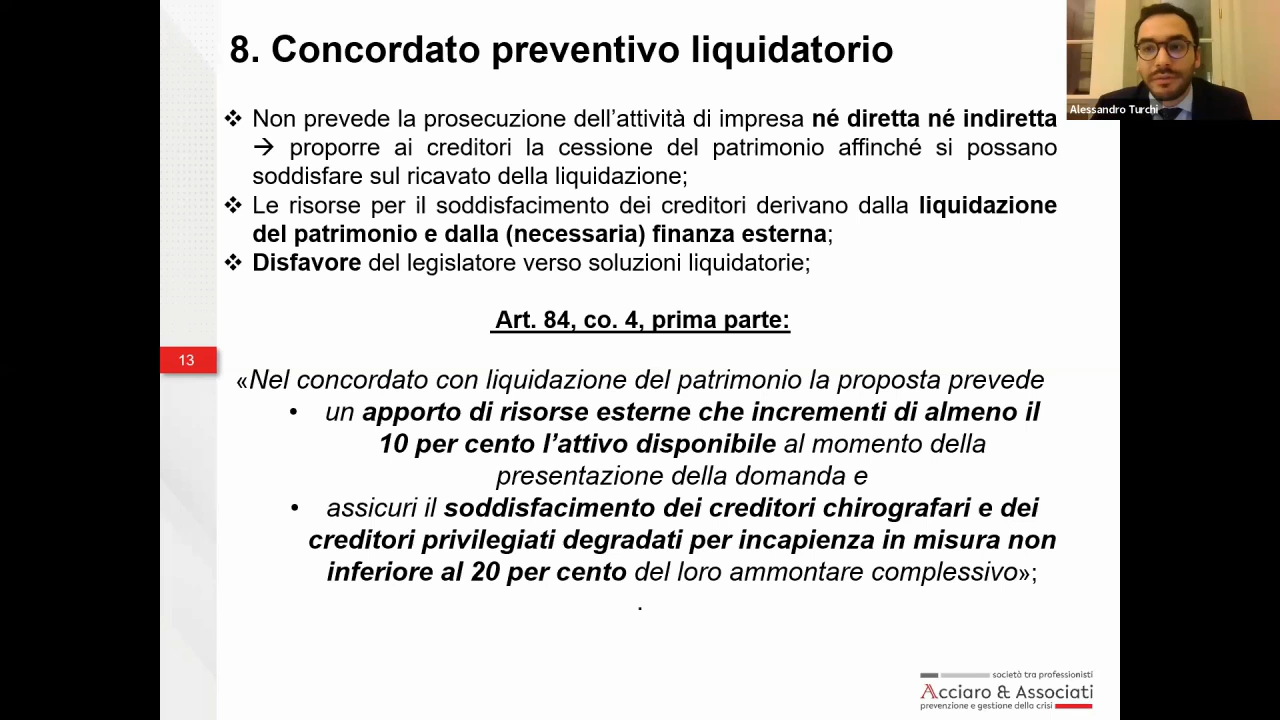 8. Concordato preventivo liquidatorio
Alessandro Turchi
❖ Non prevede la prosecuzione dell'attività di impresa né diretta né indiretta
→ proporre ai creditori la cessione del patrimonio affinché si possano
soddisfare sul ricavato della liquidazione;
❖ Le risorse per il soddisfacimento dei creditori derivano dalla liquidazione
del patrimonio e dalla (necessaria) finanza esterna;
❖ Disfavore del legislatore verso soluzioni liquidatorie;
Art. 84, co. 4, prima parte:
13
«Nel concordato con liquidazione del patrimonio la proposta prevede
• un apporto di risorse esterne che incrementi di almeno il
10 per cento l'attivo disponibile al momento della
presentazione della domanda e
• assicuri il soddisfacimento dei creditori chirografari e dei
creditori privilegiati degradati per incapienza in misura non
inferiore al 20 per cento del loro ammontare complessivo»;
.
società tra professionisti
Acciaro & Associati
prevenzione e gestione della crisi